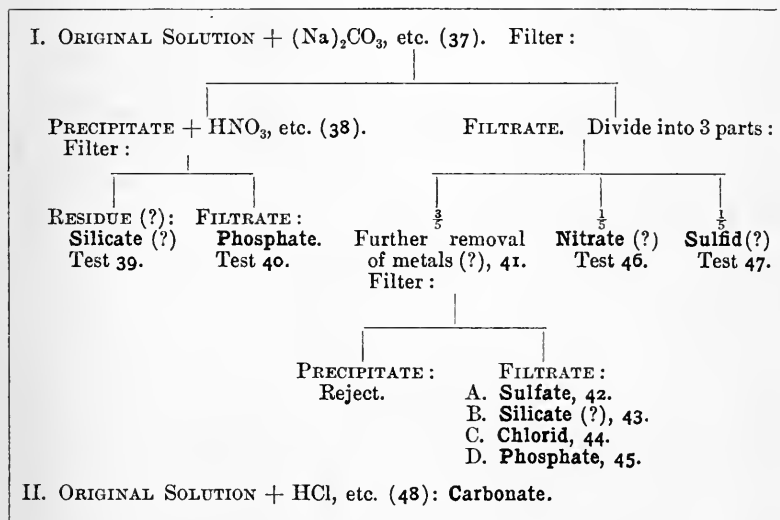 I. ORIGINAL SOLUTION + (Na)₂CO₃, etc. (37). Filter :
PRECIPITATE + HNO₃, etc. (38).
Filter :
FILTRATE. Divide into 3 parts :
RESIDUE (?) :
Silicate (?)
Test 39.
FILTRATE :
Phosphate.
Test 40.
3/5
Further removal
of metals (?), 41.
Filter :
1/5
Nitrate (?)
Test 46.
1/5
Sulfid (?)
Test 47.
PRECIPITATE :
Reject.
FILTRATE :
A. Sulfate, 42.
B. Silicate (?), 43.
C. Chlorid, 44.
D. Phosphate, 45.
II. ORIGINAL SOLUTION + HCl, etc. (48): Carbonate.